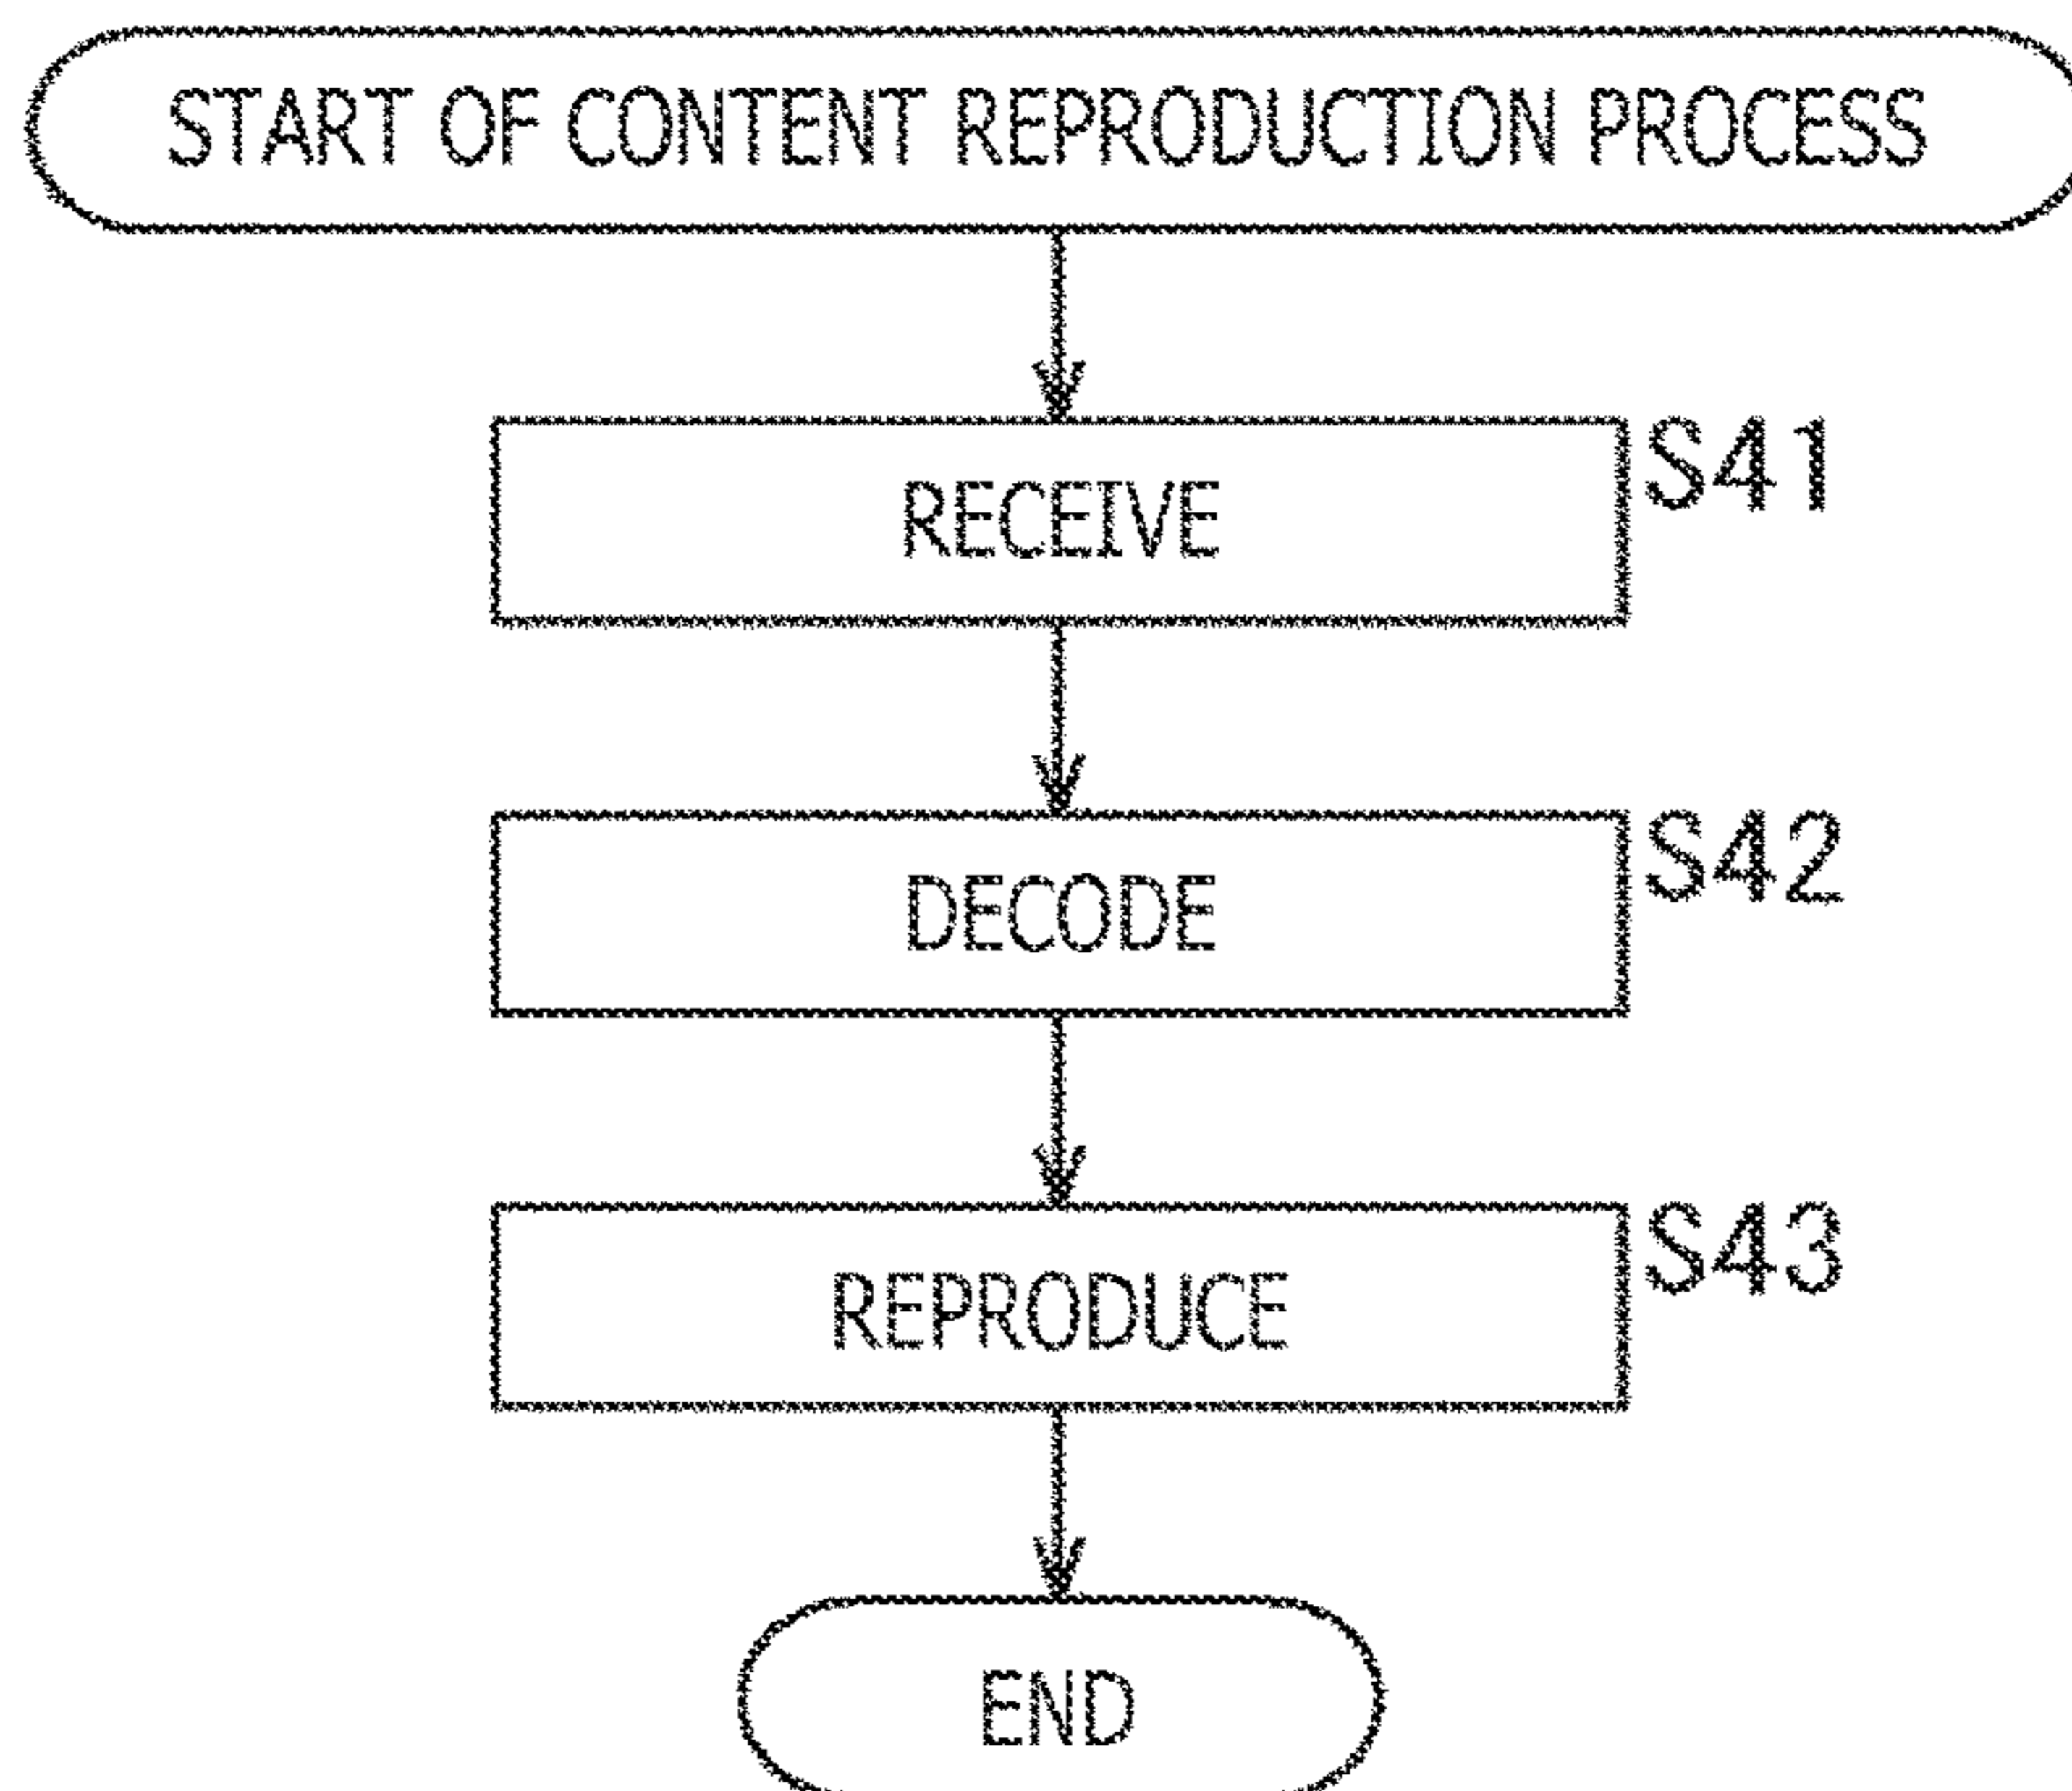 START OF CONTENT REPRODUCTION PROCESS
RECEIVE
S41
DECODE
S42
REPRODUCE
S43
END